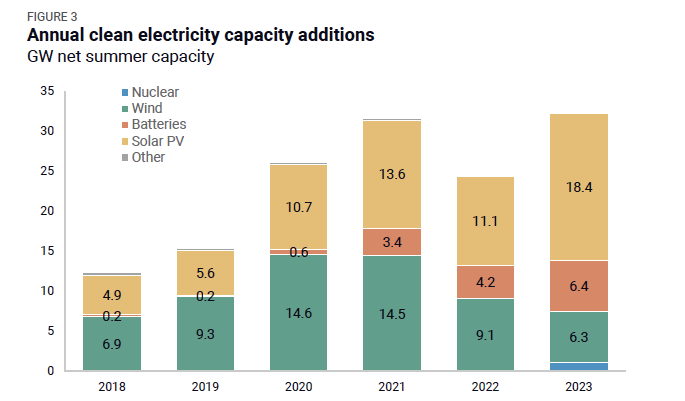 FIGURE 3
Annual clean electricity capacity additions
GW net summer capacity
35
30
25
20
15
10
5
0
Nuclear
Wind
Batteries
Solar PV
Other
4.9
0.2
6.9
5.6
0.2
9.3
10.7
0.6
14.6
13.6
3.4
14.5
11.1
4.2
9.1
18.4
6.4
6.3
2018 2019 2020 2021 2022 2023